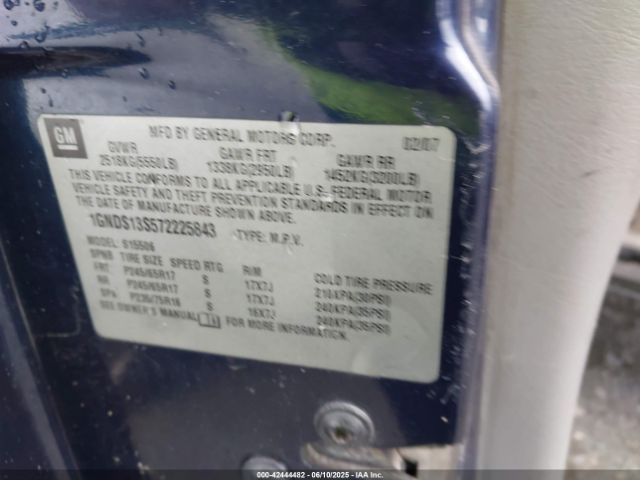 GM
MFD BY GENERAL MOTORS CORP. 02/07
GVWR GAWR FRT GAWR RR
2518KG(5550LB) 1338KG(2950LB) 1452KG(3200LB)
THIS VEHICLE CONFORMS TO ALL APPLICABLE U.S. FEDERAL MOTOR
VEHICLE SAFETY AND THEFT PREVENTION STANDARDS IN EFFECT ON
THE DATE OF MANUFACTURE SHOWN ABOVE.
1GNDS13S572225843 TYPE: M.P.V.
MODEL: S15506
SPNB TIRE SIZE SPEED RTG RIM COLD TIRE PRESSURE
FRT P245/65R17 S 17X7J 210KPA(30PSI)
RR P245/65R17 S 17X7J 240KPA(35PSI)
SPA P235/75R16 S 16X7J 240KPA(35PSI)
SEE OWNER'S MANUAL FOR MORE INFORMATION.
000-42444482 - 06/10/2025 - IAAI.COM